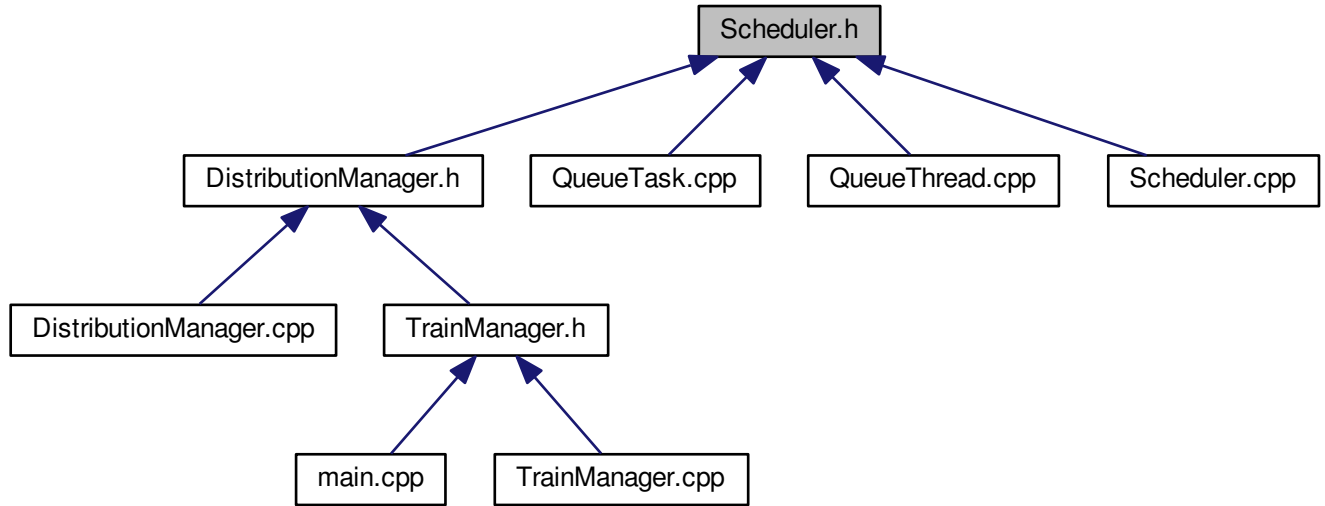 Scheduler.h
DistributionManager.h
QueueTask.cpp
QueueThread.cpp
Scheduler.cpp
DistributionManager.cpp
TrainManager.h
main.cpp
TrainManager.cpp